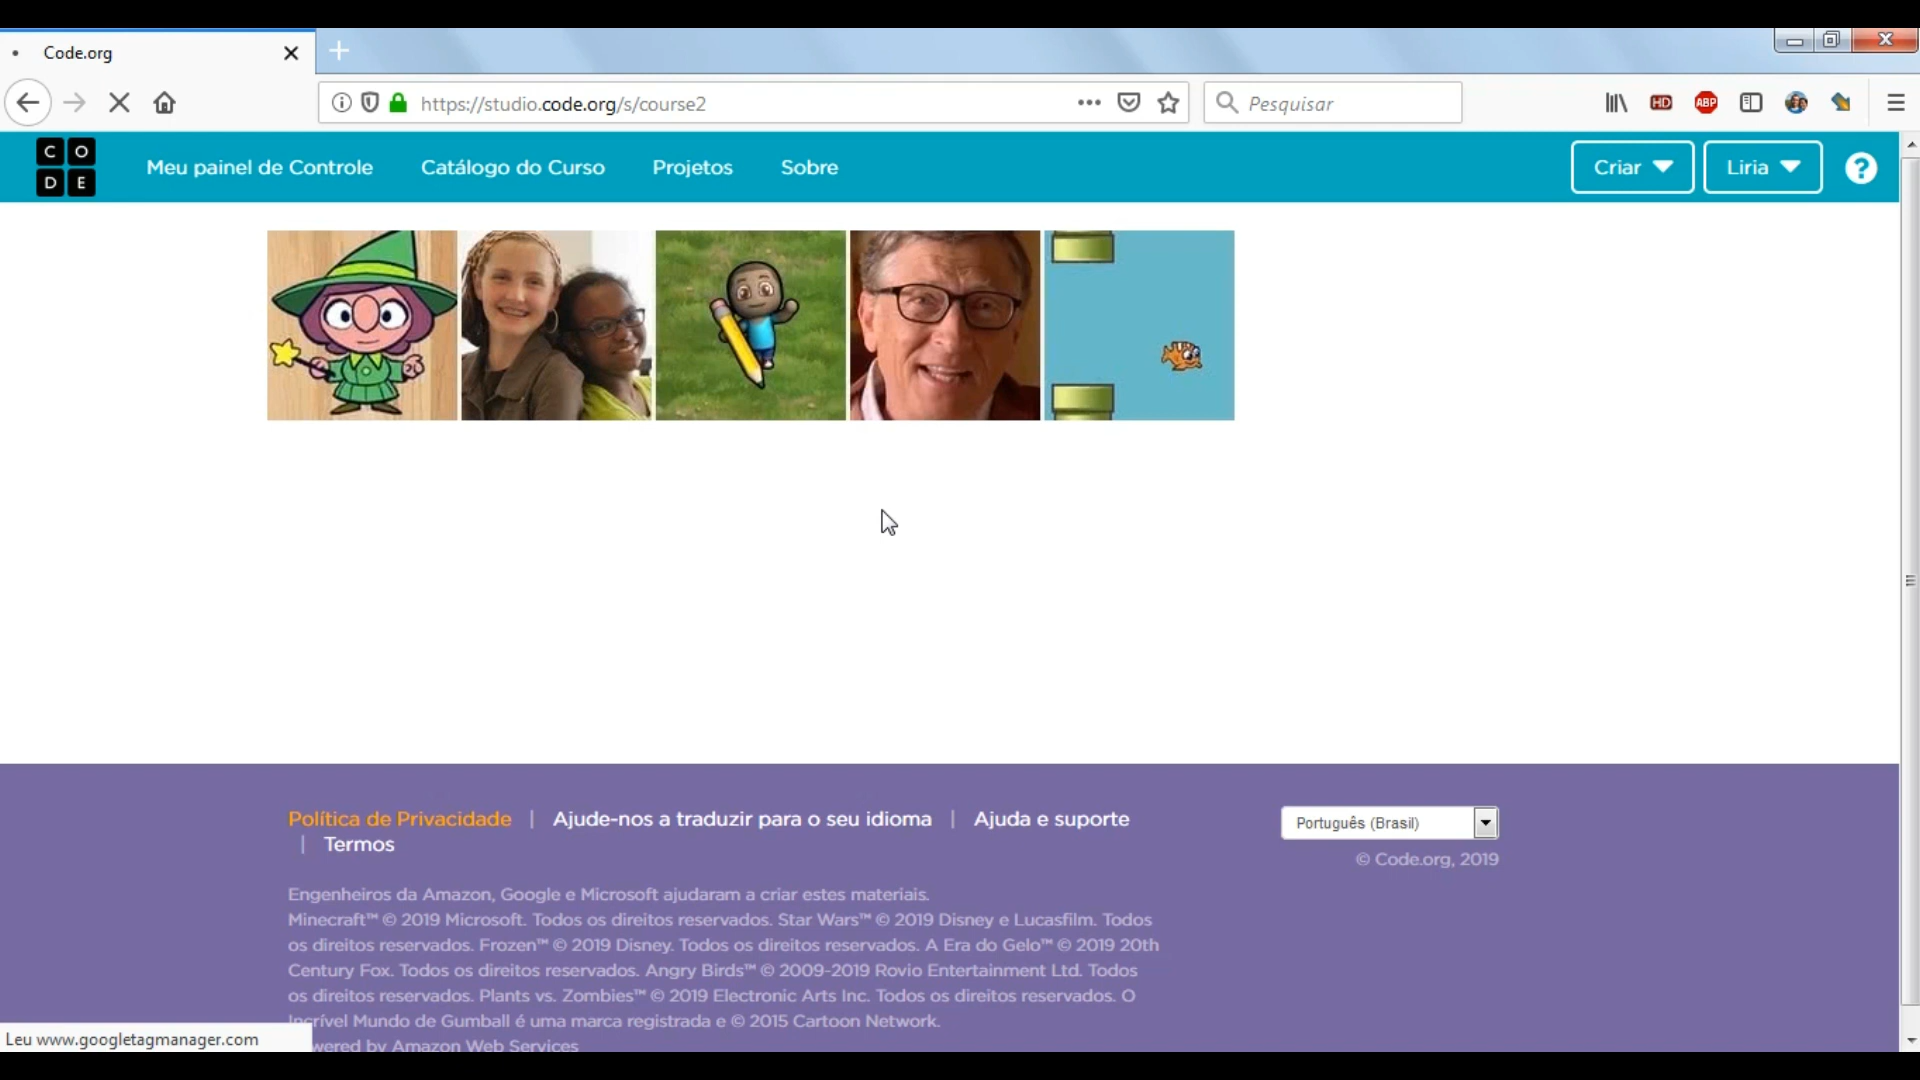 Code.org
https://studio.code.org/s/course2
Pesquisar
HD
ABP
C O
D E
Meu painel de Controle
Catálogo do Curso
Projetos
Sobre
Criar
Liria
?
Política de Privacidade | Ajude-nos a traduzir para o seu idioma | Ajuda e suporte
| Termos
Português (Brasil)
© Code.org, 2019
Engenheiros da Amazon, Google e Microsoft ajudaram a criar estes materiais.
Minecraft™ © 2019 Microsoft. Todos os direitos reservados. Star Wars™ © 2019 Disney e Lucasfilm. Todos
os direitos reservados. Frozen™ © 2019 Disney. Todos os direitos reservados. A Era do Gelo™ © 2019 20th
Century Fox. Todos os direitos reservados. Angry Birds™ © 2009-2019 Rovio Entertainment Ltd. Todos
os direitos reservados. Plants vs. Zombies™ © 2019 Electronic Arts Inc. Todos os direitos reservados. O
Incrível Mundo de Gumball é uma marca registrada e © 2015 Cartoon Network.
wered by Amazon Web Services
Leu www.googletagmanager.com